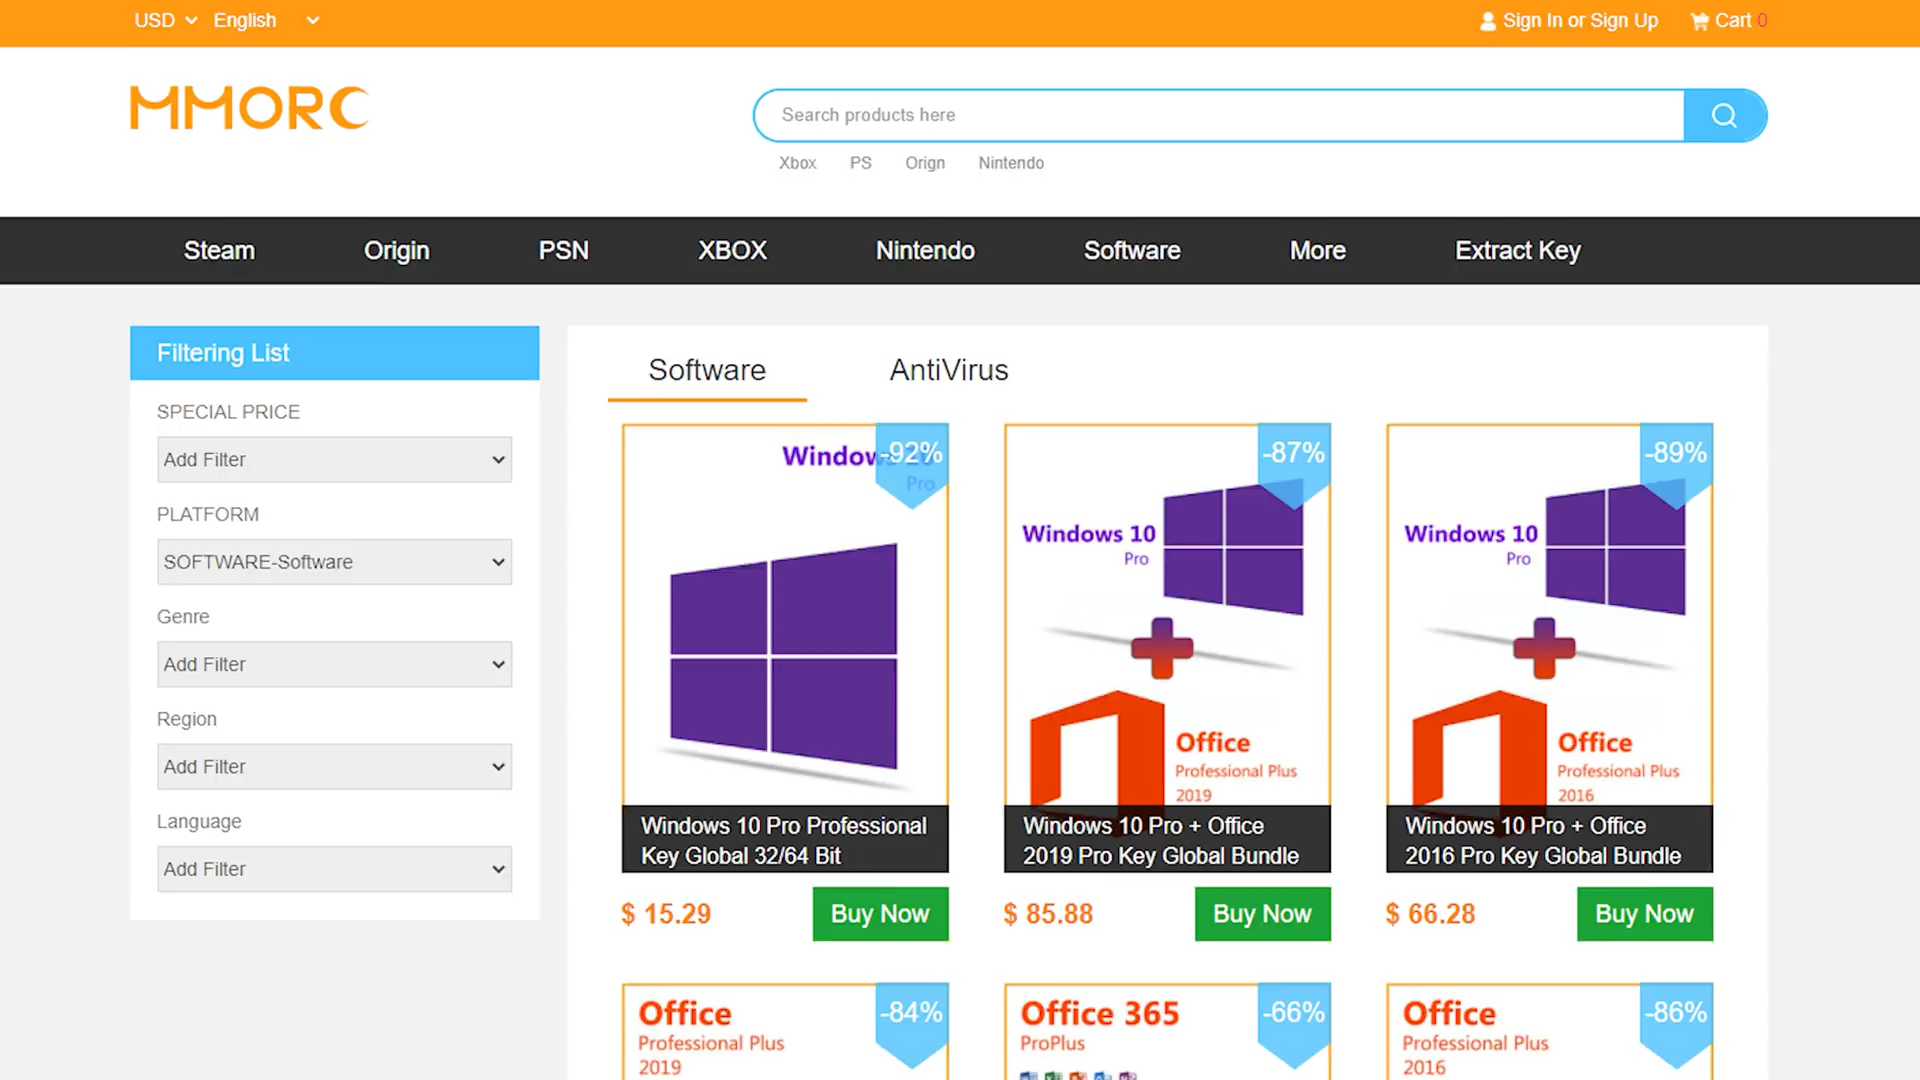 USD English Sign In or Sign Up Cart 0
MMORC
Search products here
Xbox PS Orign Nintendo
Steam Origin PSN XBOX Nintendo Software More Extract Key
Filtering List
SPECIAL PRICE
Add Filter
PLATFORM
SOFTWARE-Software
Genre
Add Filter
Region
Add Filter
Language
Add Filter
Software AntiVirus
Windows 10
Pro
-92%
Windows 10 Pro Professional
Key Global 32/64 Bit
$ 15.29
Buy Now
-87%
Windows 10
Pro
Office
Professional Plus
2019
Windows 10 Pro + Office
2019 Pro Key Global Bundle
$ 85.88
Buy Now
-89%
Windows 10
Pro
Office
Professional Plus
2016
Windows 10 Pro + Office
2016 Pro Key Global Bundle
$ 66.28
Buy Now
Office
Professional Plus
2019
-84%
Office 365
ProPlus
-66%
Office
Professional Plus
2016
-86%